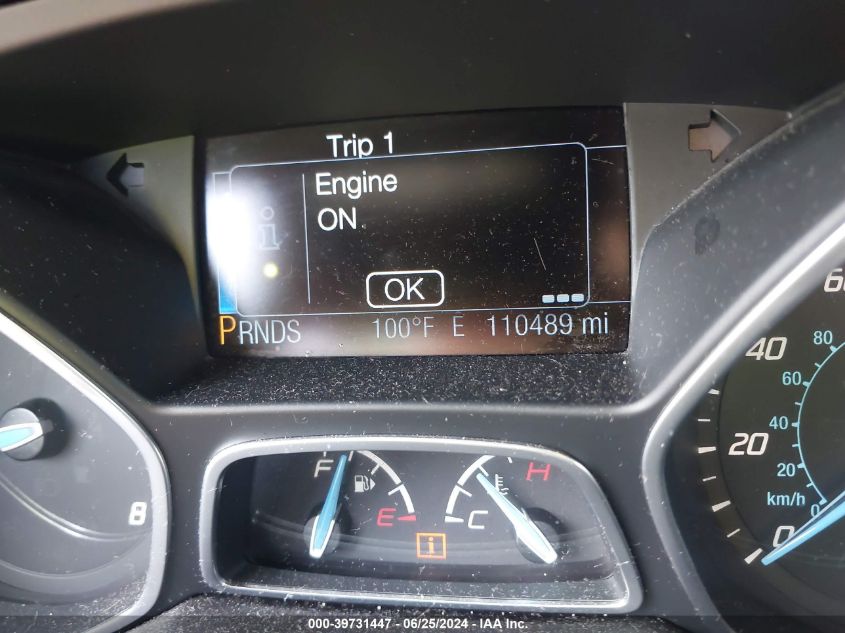 Trip 1
Engine
ON
OK
PRNDS 100°F E 110489 mi
40 80
60
40
20 20
km/h 0
0
8
F H
E C
i
000-39731447 - 06/25/2024 - IAA Inc.